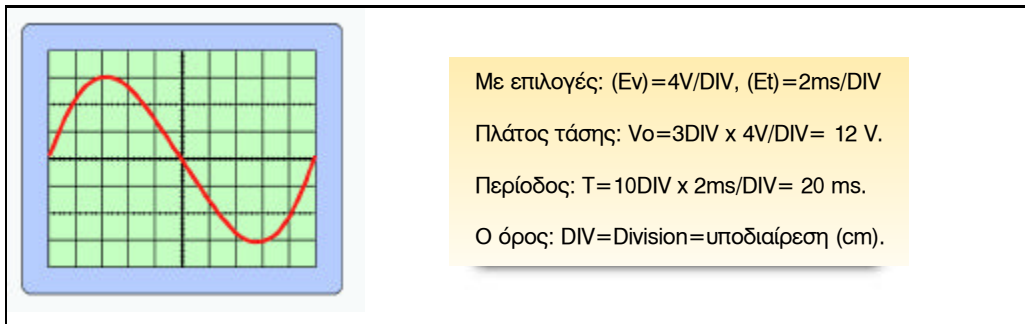 Με επιλογές: (Εv)=4V/DIV, (Et)=2ms/DIV
Πλάτος τάσης: Vo=3DIV x 4V/DIV= 12 V.
Περίοδος: T=10DIV x 2ms/DIV= 20 ms.
Ο όρος: DIV=Division=υποδιαίρεση (cm).